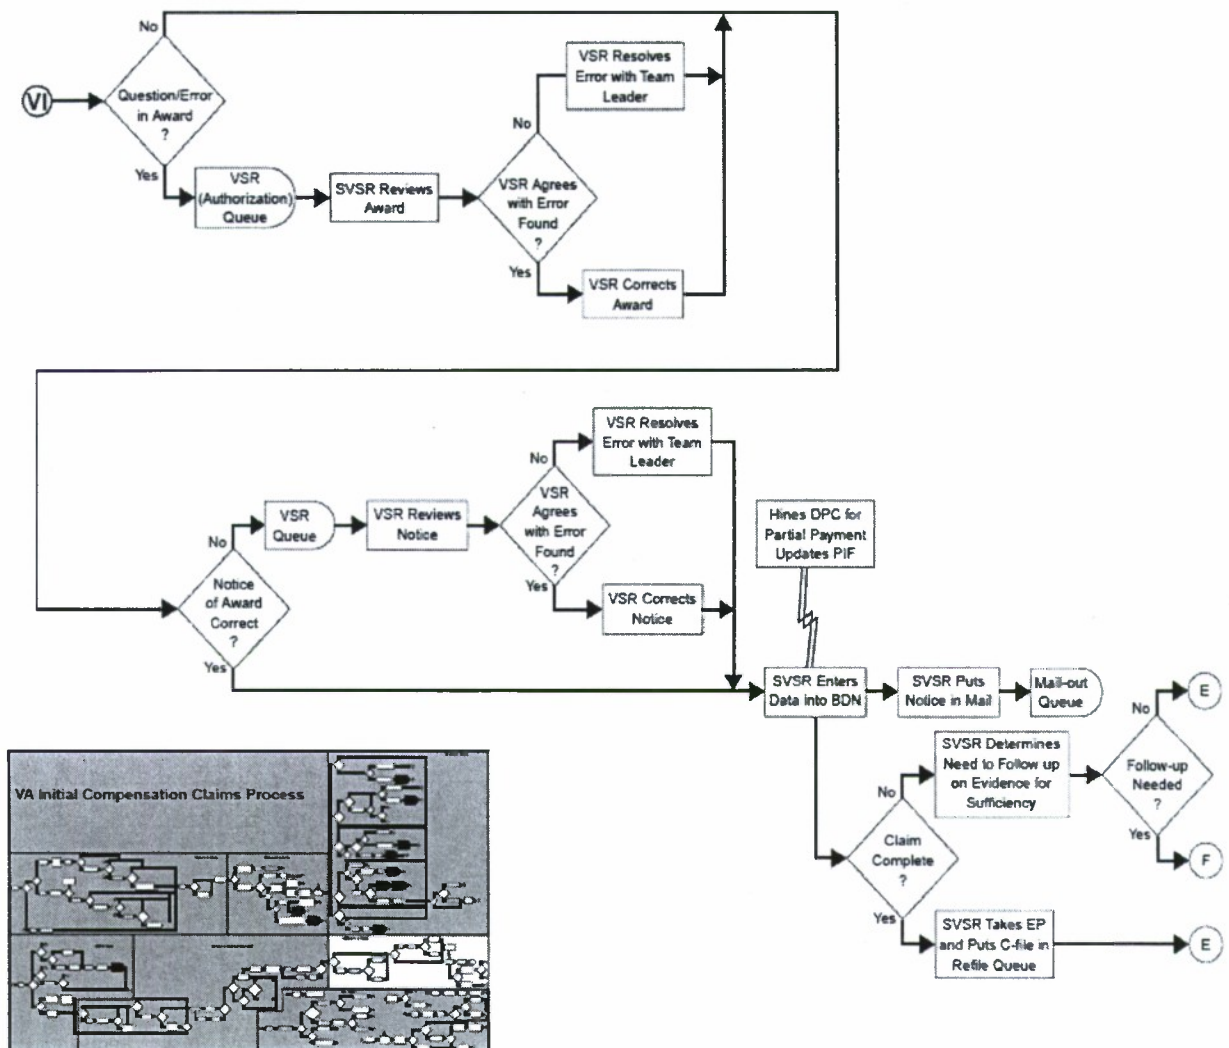 No
VI
Question/Error
in Award
?
Yes
VSR
(Authorization)
Queue
SVSR Reviews
Award
VSR Agrees
with Error
Found
?
No
VSR Resolves
Error with Team
Leader
Yes
VSR Corrects
Award
Notice
of Award
Correct
?
No
VSR
Queue
VSR Reviews
Notice
VSR
Agrees
with Error
Found
?
No
VSR Resolves
Error with Team
Leader
Yes
VSR Corrects
Notice
Yes
Hines DPC for
Partial Payment
Updates PIF
SVSR Enters
Data into BDN
SVSR Puts
Notice in Mail
Mail-out
Queue
Claim
Complete
?
No
SVSR Determines
Need to Follow up
on Evidence for
Sufficiency
Follow-up
Needed
?
No
E
Yes
F
Yes
SVSR Takes EP
and Puts C-file in
Refile Queue
E
VA Initial Compensation Claims Process